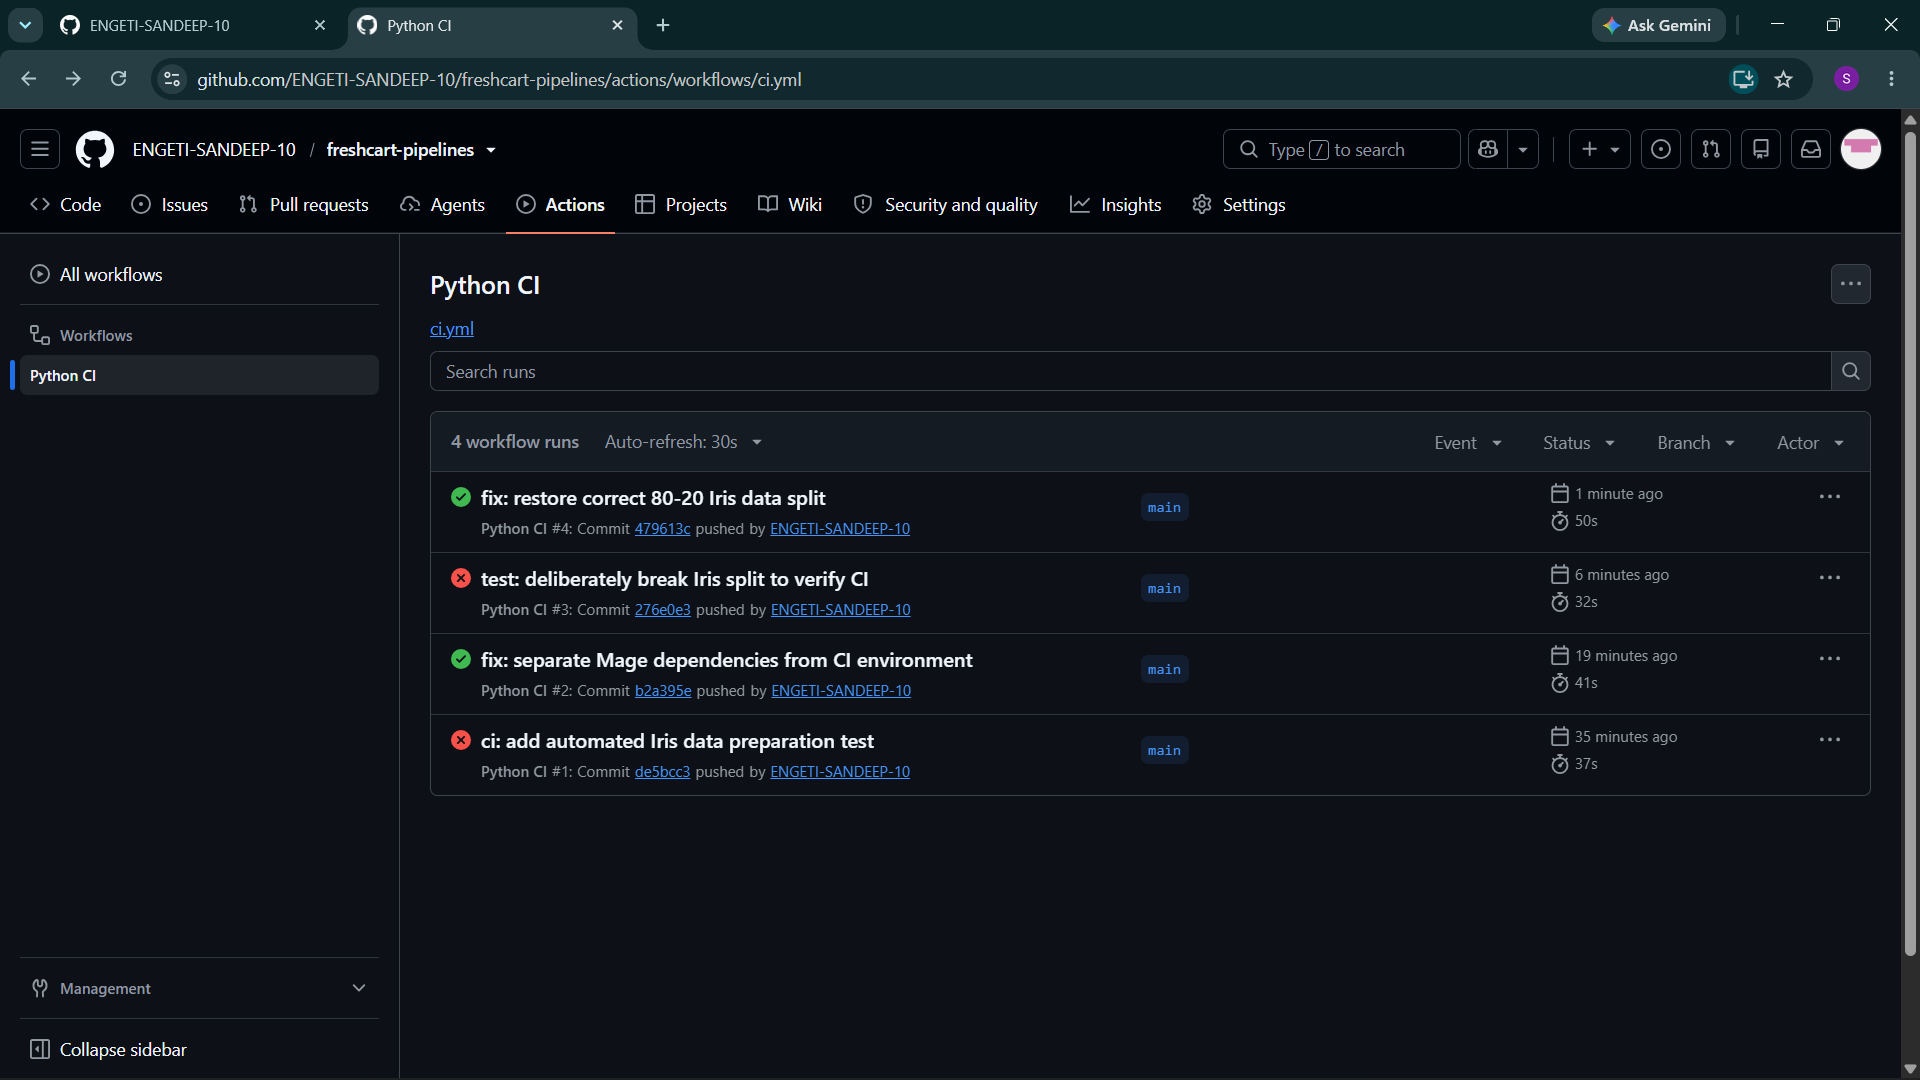 ENGETI-SANDEEP-10
Python CI
Ask Gemini
github.com/ENGETI-SANDEEP-10/freshcart-pipelines/actions/workflows/ci.yml
S
ENGETI-SANDEEP-10 / freshcart-pipelines
Type / to search
Code
Issues
Pull requests
Agents
Actions
Projects
Wiki
Security and quality
Insights
Settings
All workflows
Workflows
Python CI
Management
Collapse sidebar
Python CI
ci.yml
Search runs
4 workflow runs Auto-refresh: 30s Event Status Branch Actor
fix: restore correct 80-20 Iris data split
Python CI #4: Commit 479613c pushed by ENGETI-SANDEEP-10
main
1 minute ago
50s
test: deliberately break Iris split to verify CI
Python CI #3: Commit 276e0e3 pushed by ENGETI-SANDEEP-10
main
6 minutes ago
32s
fix: separate Mage dependencies from CI environment
Python CI #2: Commit b2a395e pushed by ENGETI-SANDEEP-10
main
19 minutes ago
41s
ci: add automated Iris data preparation test
Python CI #1: Commit de5bcc3 pushed by ENGETI-SANDEEP-10
main
35 minutes ago
37s